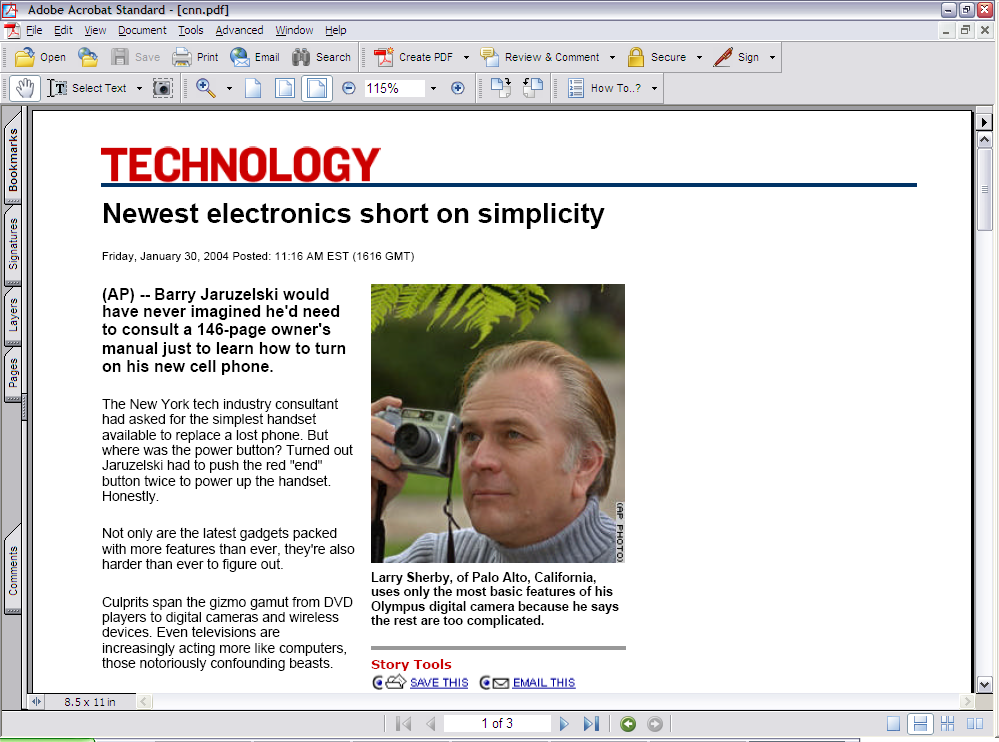 Adobe Acrobat Standard - [cnn.pdf]
File Edit View Document Tools Advanced Window Help
Open Save Print Email Search Create PDF Review & Comment Secure Sign
Select Text 115% How To..?
Bookmarks
Signatures
Layers
Pages
Comments
TECHNOLOGY
Newest electronics short on simplicity
Friday, January 30, 2004 Posted: 11:16 AM EST (1616 GMT)
(AP) -- Barry Jaruzelski would
have never imagined he'd need
to consult a 146-page owner's
manual just to learn how to turn
on his new cell phone.
The New York tech industry consultant
had asked for the simplest handset
available to replace a lost phone. But
where was the power button? Turned out
Jaruzelski had to push the red "end"
button twice to power up the handset.
Honestly.
Not only are the latest gadgets packed
with more features than ever, they're also
harder than ever to figure out.
Culprits span the gizmo gamut from DVD
players to digital cameras and wireless
devices. Even televisions are
increasingly acting more like computers,
those notoriously confounding beasts.
(AP PHOTO)
Larry Sherby, of Palo Alto, California,
uses only the most basic features of his
Olympus digital camera because he says
the rest are too complicated.
Story Tools
SAVE THIS EMAIL THIS
8.5 x 11 in
1 of 3